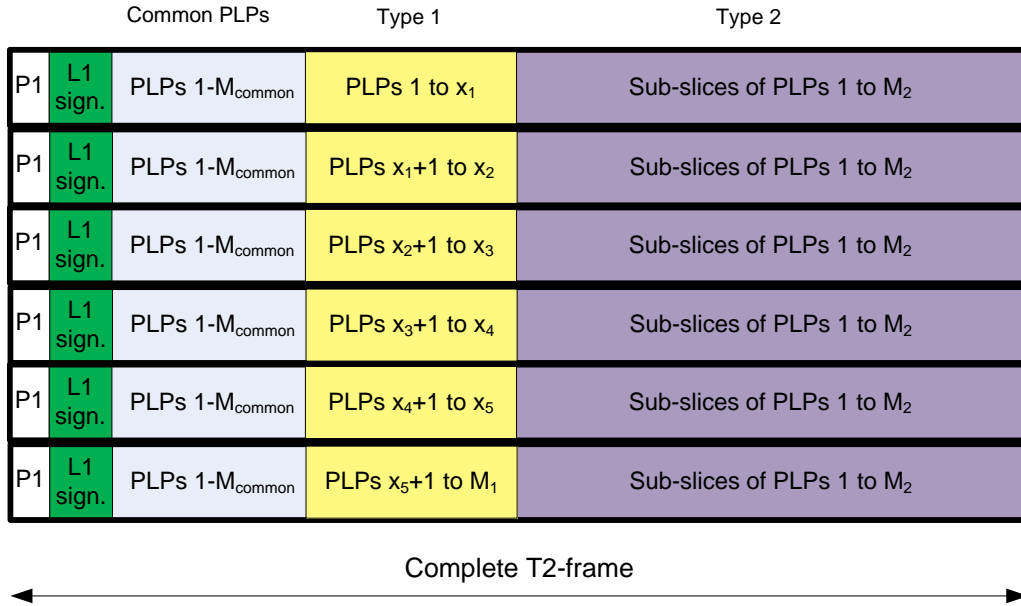 Common PLPs Type 1 Type 2
P1 L1 sign. PLPs 1-Mcommon PLPs 1 to x1 Sub-slices of PLPs 1 to M2
P1 L1 sign. PLPs 1-Mcommon PLPs x1+1 to x2 Sub-slices of PLPs 1 to M2
P1 L1 sign. PLPs 1-Mcommon PLPs x2+1 to x3 Sub-slices of PLPs 1 to M2
P1 L1 sign. PLPs 1-Mcommon PLPs x3+1 to x4 Sub-slices of PLPs 1 to M2
P1 L1 sign. PLPs 1-Mcommon PLPs x4+1 to x5 Sub-slices of PLPs 1 to M2
P1 L1 sign. PLPs 1-Mcommon PLPs x5+1 to M1 Sub-slices of PLPs 1 to M2
Complete T2-frame